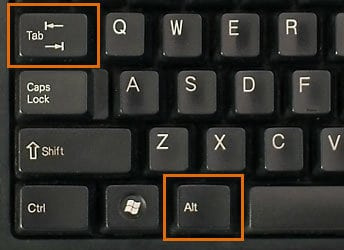 Tab Q W E R
Caps Lock A S D F
Shift Z X C V
Ctrl Alt